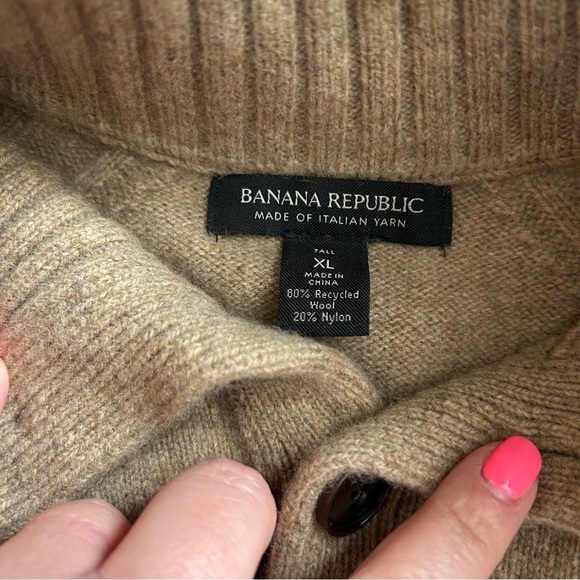 BANANA REPUBLIC
MADE OF ITALIAN YARN
TALL
XL
MADE IN
CHINA
80% Recycled
Wool
20% Nylon